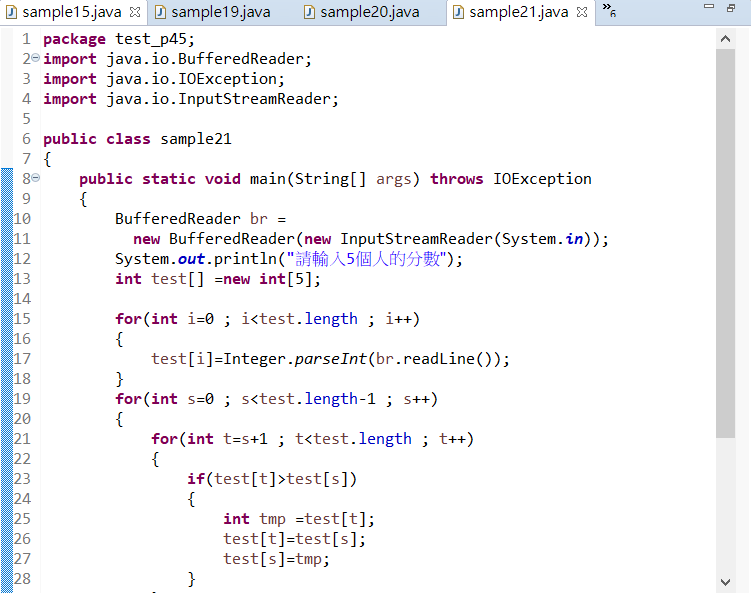 sample15.java sample19.java sample20.java sample21.java »6
1 package test_p45;
2 import java.io.BufferedReader;
3 import java.io.IOException;
4 import java.io.InputStreamReader;
5
6 public class sample21
7 {
8 public static void main(String[] args) throws IOException
9 {
10 BufferedReader br =
11 new BufferedReader(new InputStreamReader(System.in));
12 System.out.println("請輸入5個人的分數");
13 int test[] =new int[5];
14
15 for(int i=0 ; i<test.length ; i++)
16 {
17 test[i]=Integer.parseInt(br.readLine());
18 }
19 for(int s=0 ; s<test.length-1 ; s++)
20 {
21 for(int t=s+1 ; t<test.length ; t++)
22 {
23 if(test[t]>test[s])
24 {
25 int tmp =test[t];
26 test[t]=test[s];
27 test[s]=tmp;
28 }